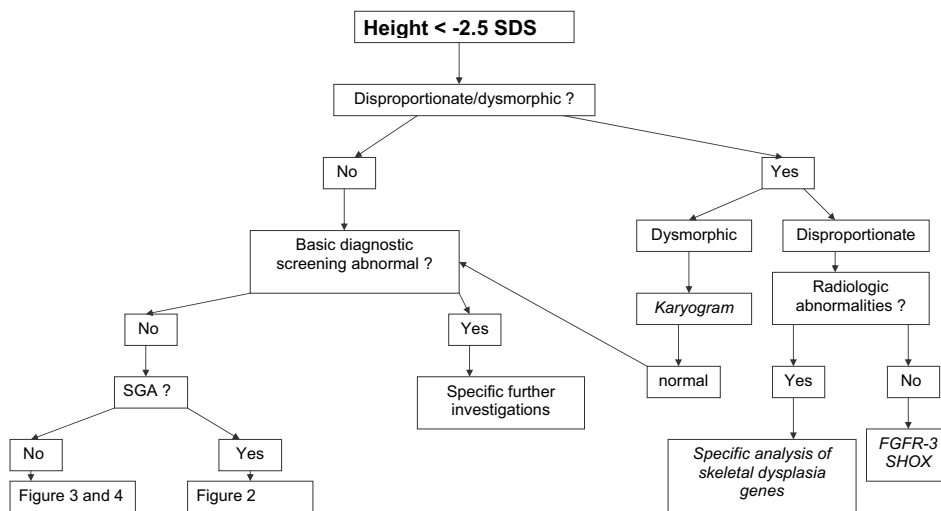 Height < -2.5 SDS
Disproportionate/dysmorphic ?
No
Yes
Basic diagnostic
screening abnormal ?
Dysmorphic
Disproportionate
Karyogram
Radiologic
abnormalities ?
No
Yes
normal
Yes
No
SGA ?
Specific further
investigations
No
Yes
Specific analysis of
skeletal dysplasia
genes
FGFR-3
SHOX
Figure 3 and 4
Figure 2